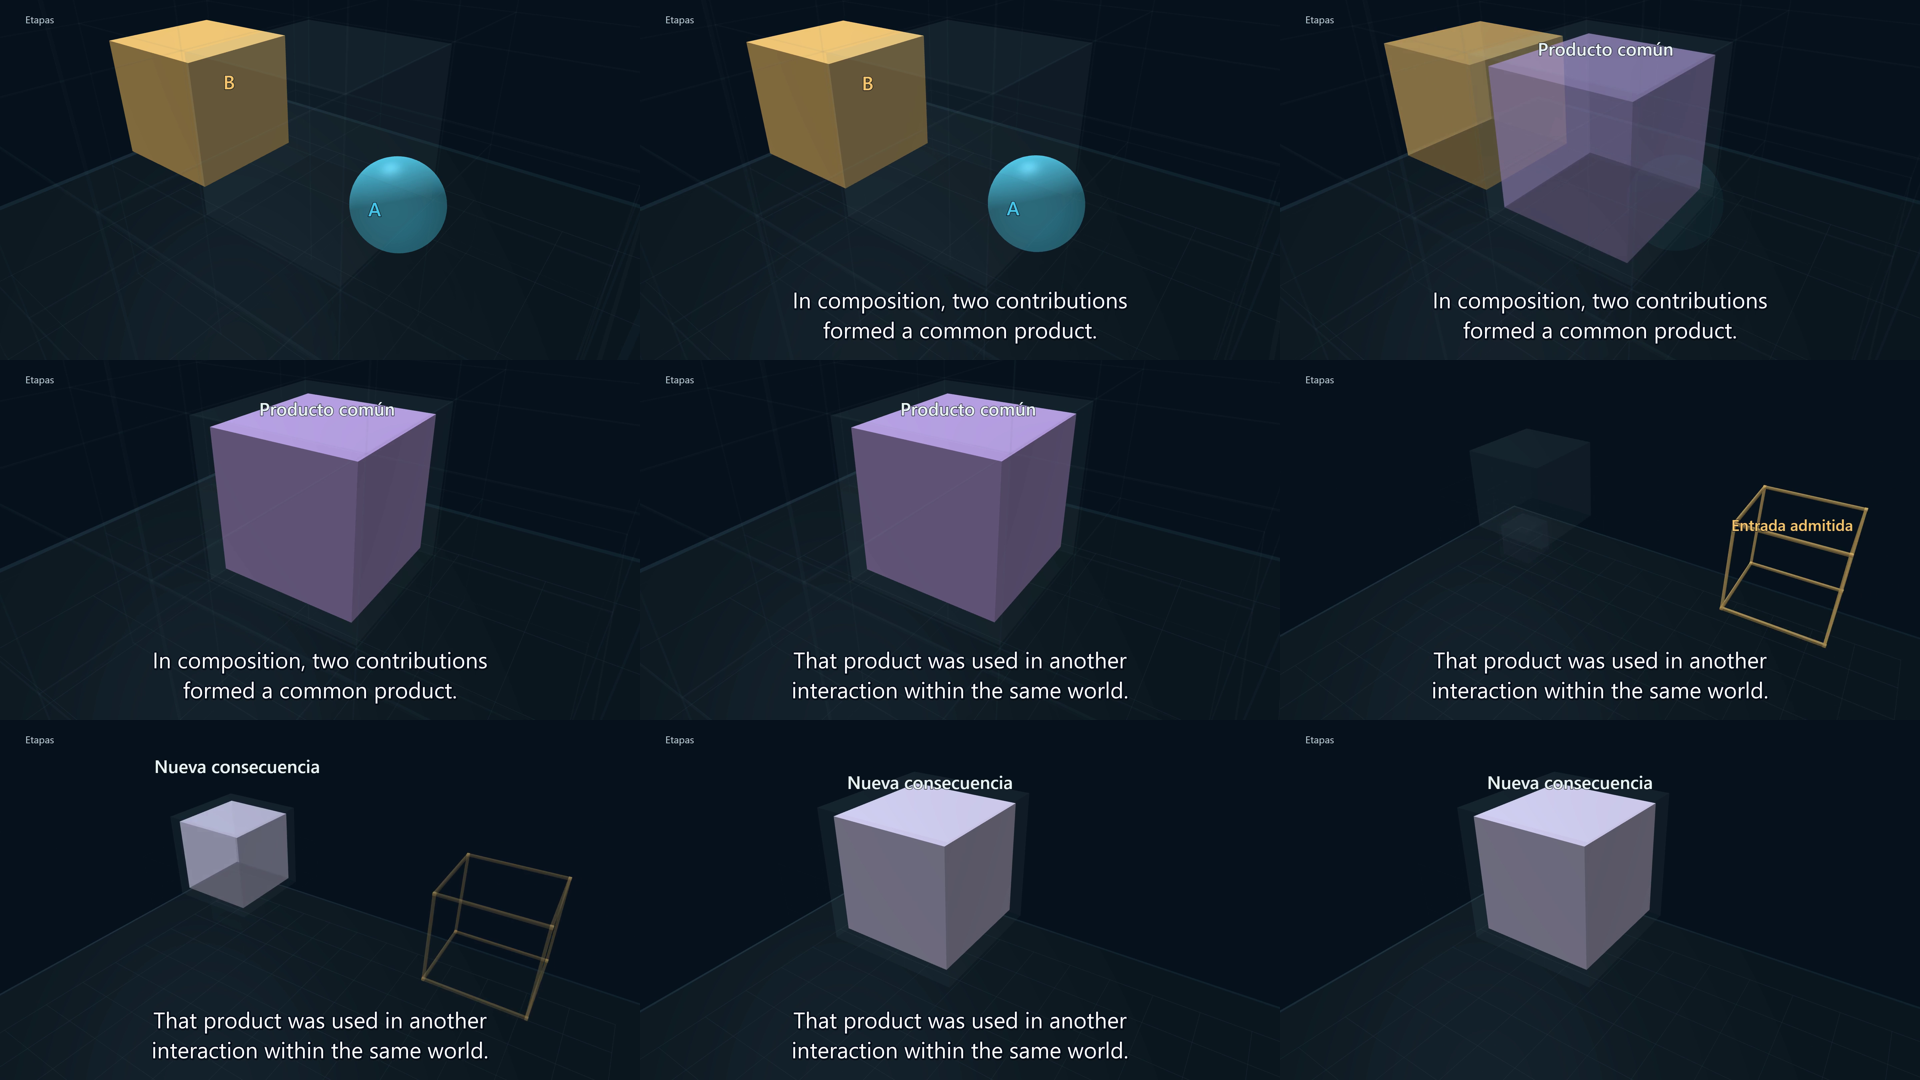 Etapas
B
A
Etapas
B
A
In composition, two contributions
formed a common product.
Etapas
Producto común
In composition, two contributions
formed a common product.
Etapas
Producto común
In composition, two contributions
formed a common product.
Etapas
Producto común
That product was used in another
interaction within the same world.
Etapas
Entrada admitida
That product was used in another
interaction within the same world.
Etapas
Nueva consecuencia
That product was used in another
interaction within the same world.
Etapas
Nueva consecuencia
That product was used in another
interaction within the same world.
Etapas
Nueva consecuencia